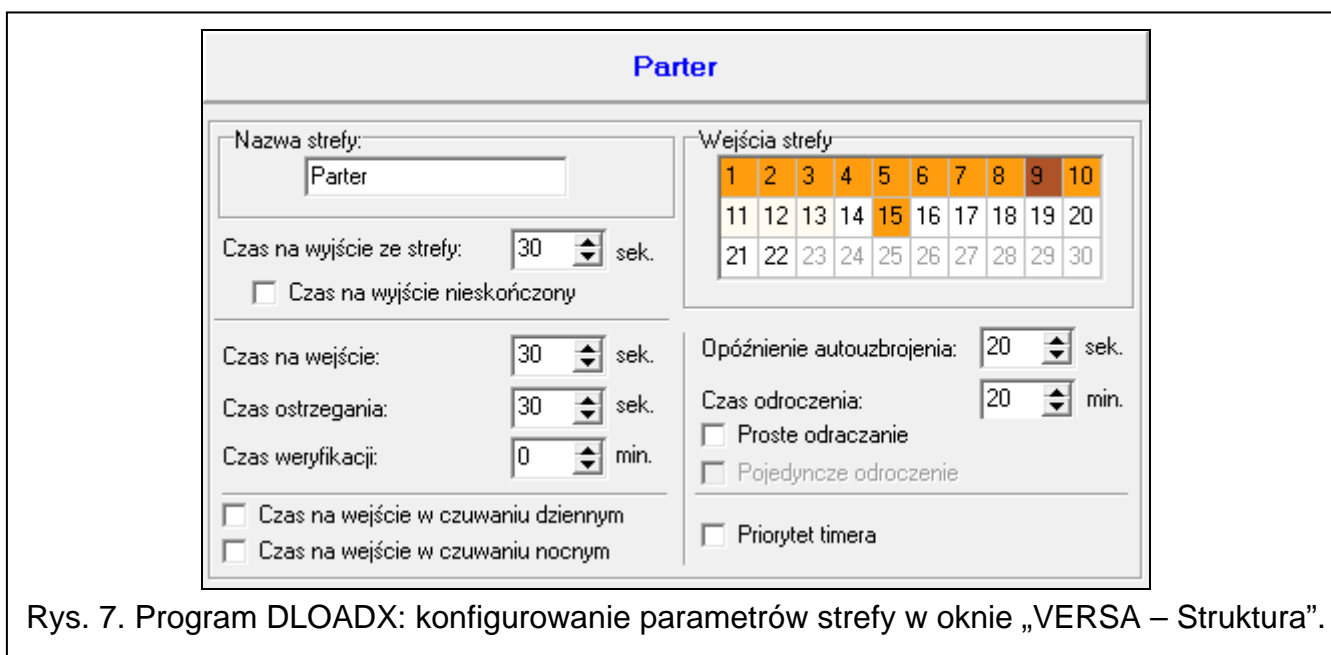 Parter
Nazwa strefy:
Parter
Czas na wyjście ze strefy: 30 sek.
Czas na wyjście nieskończony
Czas na wejście: 30 sek.
Czas ostrzegania: 30 sek.
Czas weryfikacji: 0 min.
Czas na wejście w czuwaniu dziennym
Czas na wejście w czuwaniu nocnym
Wejścia strefy
1 2 3 4 5 6 7 8 9 10
11 12 13 14 15 16 17 18 19 20
21 22 23 24 25 26 27 28 29 30
Opóźnienie autouzbrojenia: 20 sek.
Czas odroczenia: 20 min.
Proste odraczanie
Pojedyncze odroczenie
Priorytet timera
Rys. 7. Program DLOADX: konfigurowanie parametrów strefy w oknie „VERSA – Struktura”.